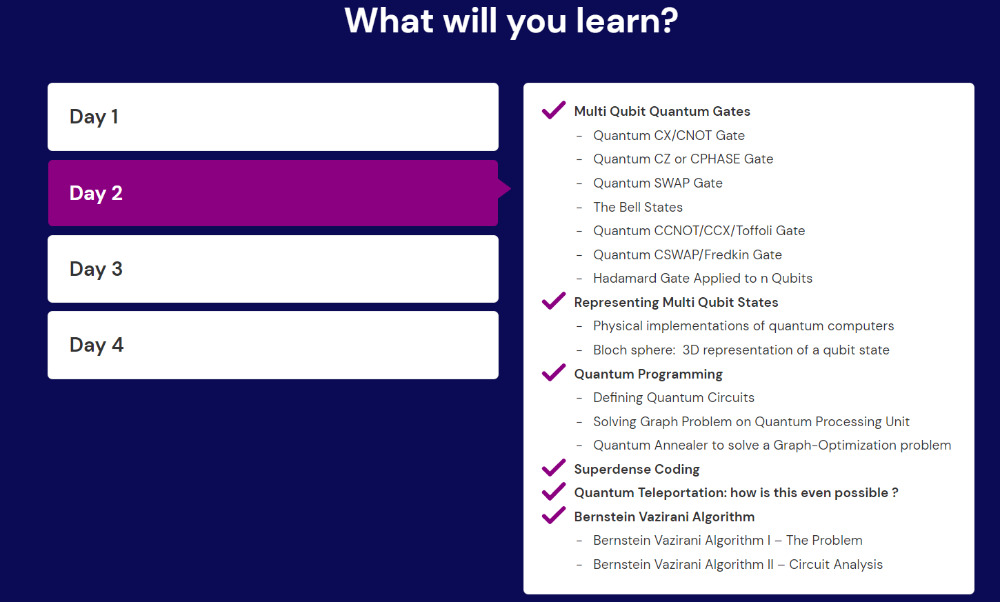 What will you learn?
Day 1
Day 2
Day 3
Day 4
Multi Qubit Quantum Gates
- Quantum CX/CNOT Gate
- Quantum CZ or CPHASE Gate
- Quantum SWAP Gate
- The Bell States
- Quantum CCNOT/CCX/Toffoli Gate
- Quantum CSWAP/Fredkin Gate
- Hadamard Gate Applied to n Qubits
Representing Multi Qubit States
- Physical implementations of quantum computers
- Bloch sphere:  3D representation of a qubit state
Quantum Programming
- Defining Quantum Circuits
- Solving Graph Problem on Quantum Processing Unit
- Quantum Annealer to solve a Graph-Optimization problem
Superdense Coding
Quantum Teleportation: how is this even possible ?
Bernstein Vazirani Algorithm
- Bernstein Vazirani Algorithm I – The Problem
- Bernstein Vazirani Algorithm II – Circuit Analysis